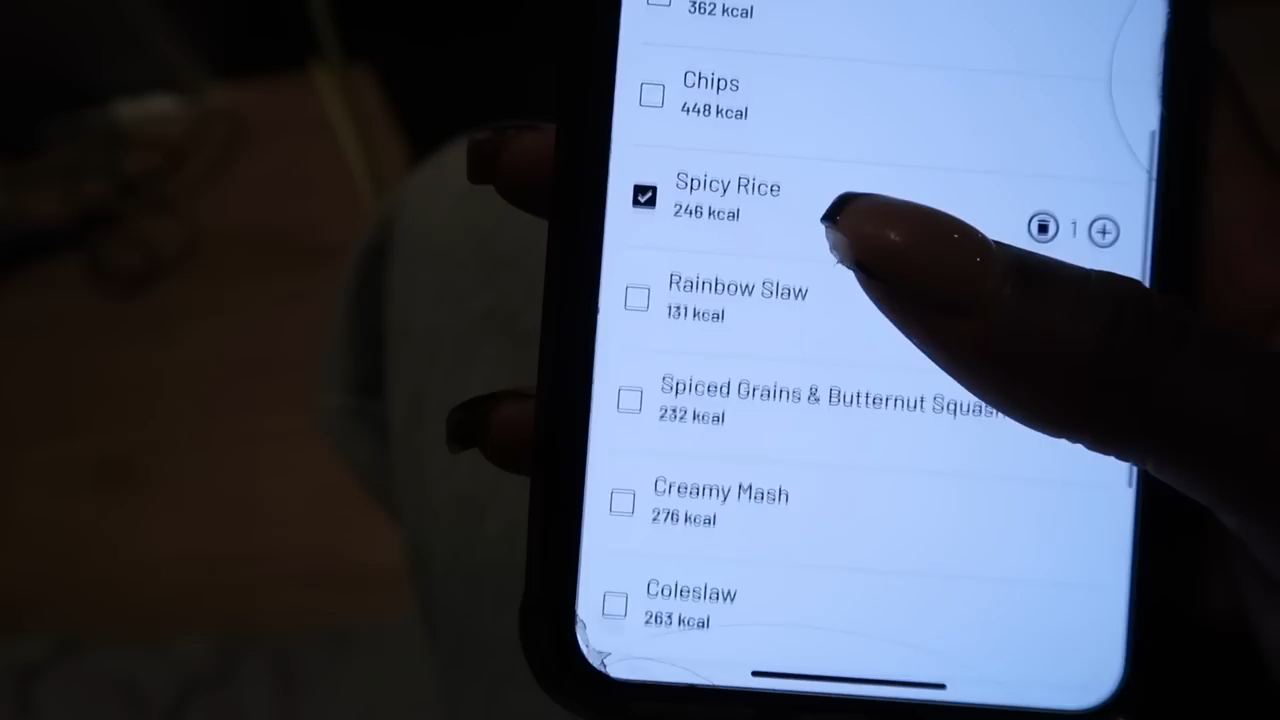 362 kcal
Chips
448 kcal
Spicy Rice
246 kcal
1
Rainbow Slaw
131 kcal
Spiced Grains & Butternut Squash
232 kcal
Creamy Mash
276 kcal
Coleslaw
263 kcal